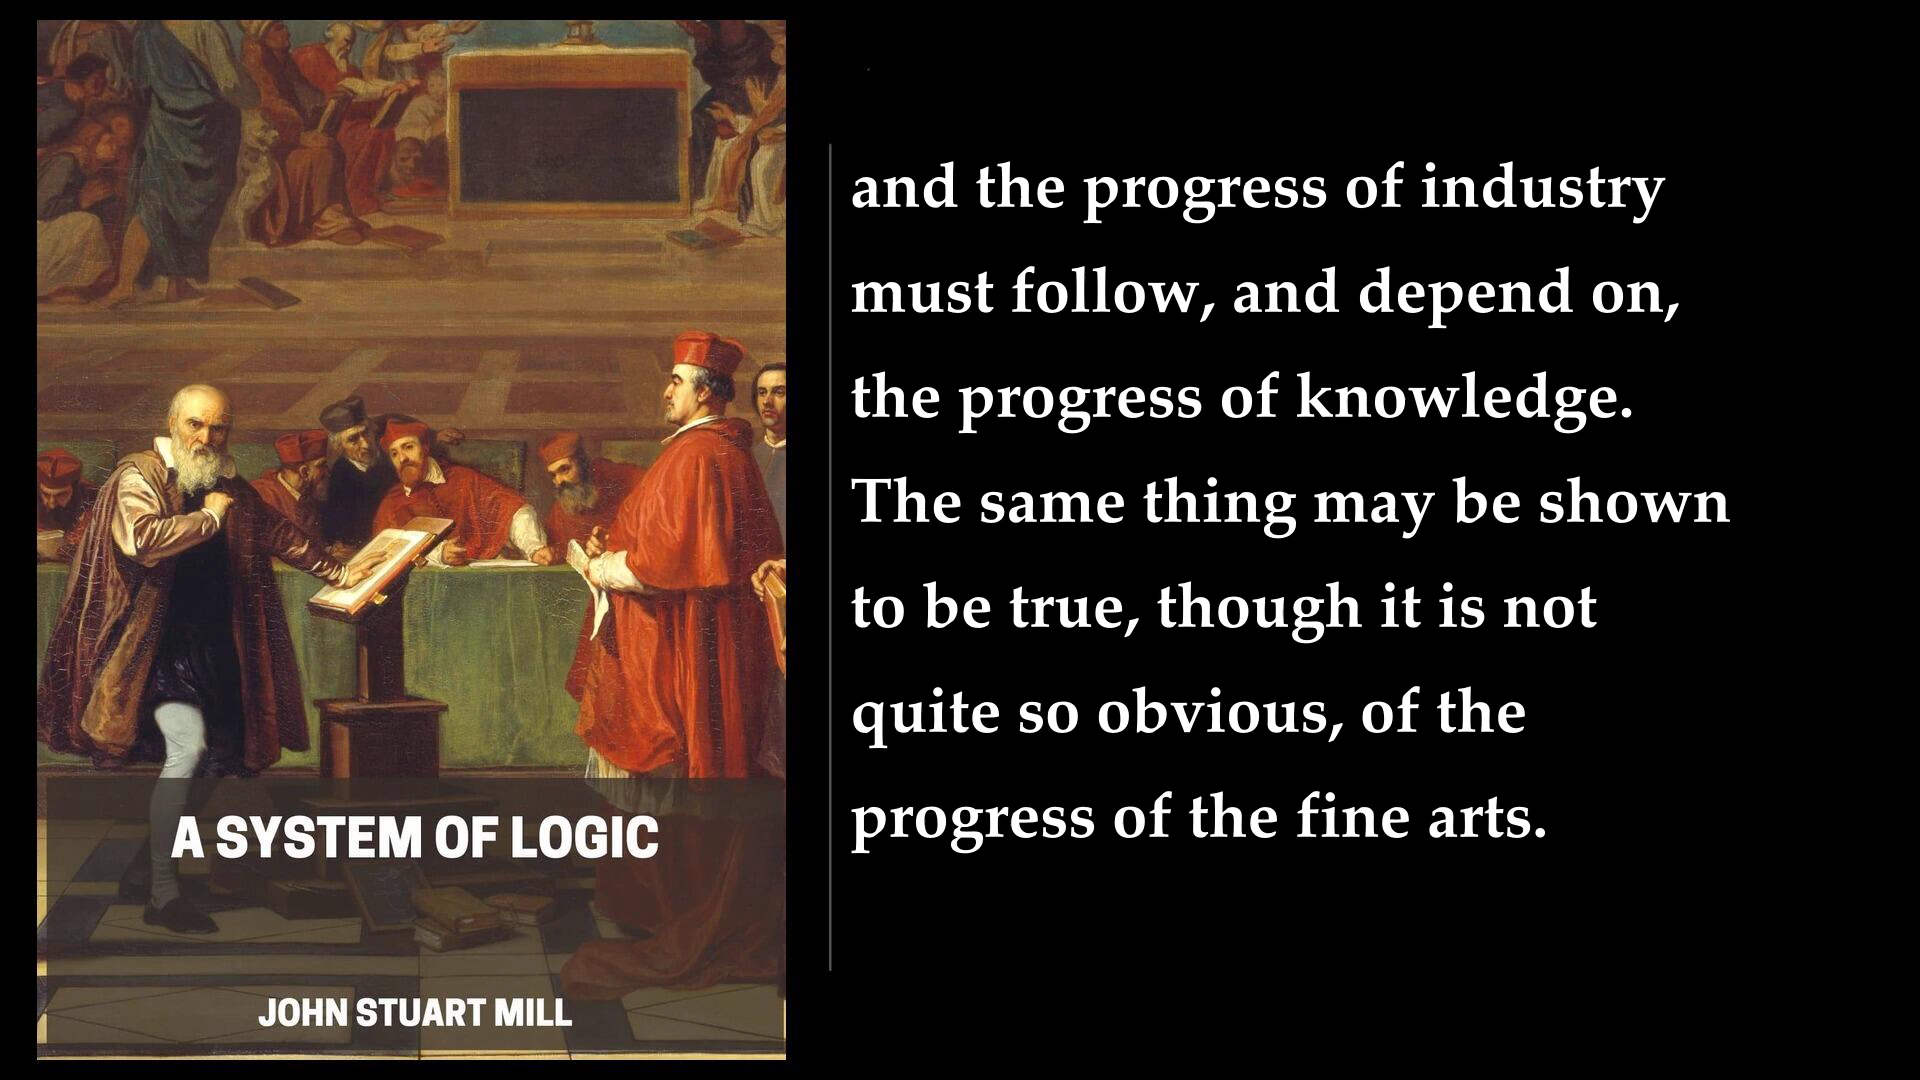 A SYSTEM OF LOGIC
JOHN STUART MILL
and the progress of industry
must follow, and depend on,
the progress of knowledge.
The same thing may be shown
to be true, though it is not
quite so obvious, of the
progress of the fine arts.